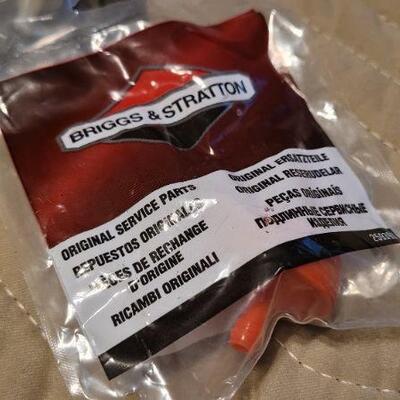 BRIGGS & STRATTON
ORIGINAL SERVICE PARTS
REPUESTOS ORIGINALES
PIÈCES DE RECHANGE
D'ORIGINE
RICAMBI ORIGINALI
ORIGINAL ERSATZTEILE
ORIGINAL RESERVDELAR
PEÇAS ORIGINAIS
ПОДЛИННЫЕ СЕРВИСНЫЕ
ИЗДЕЛИЯ